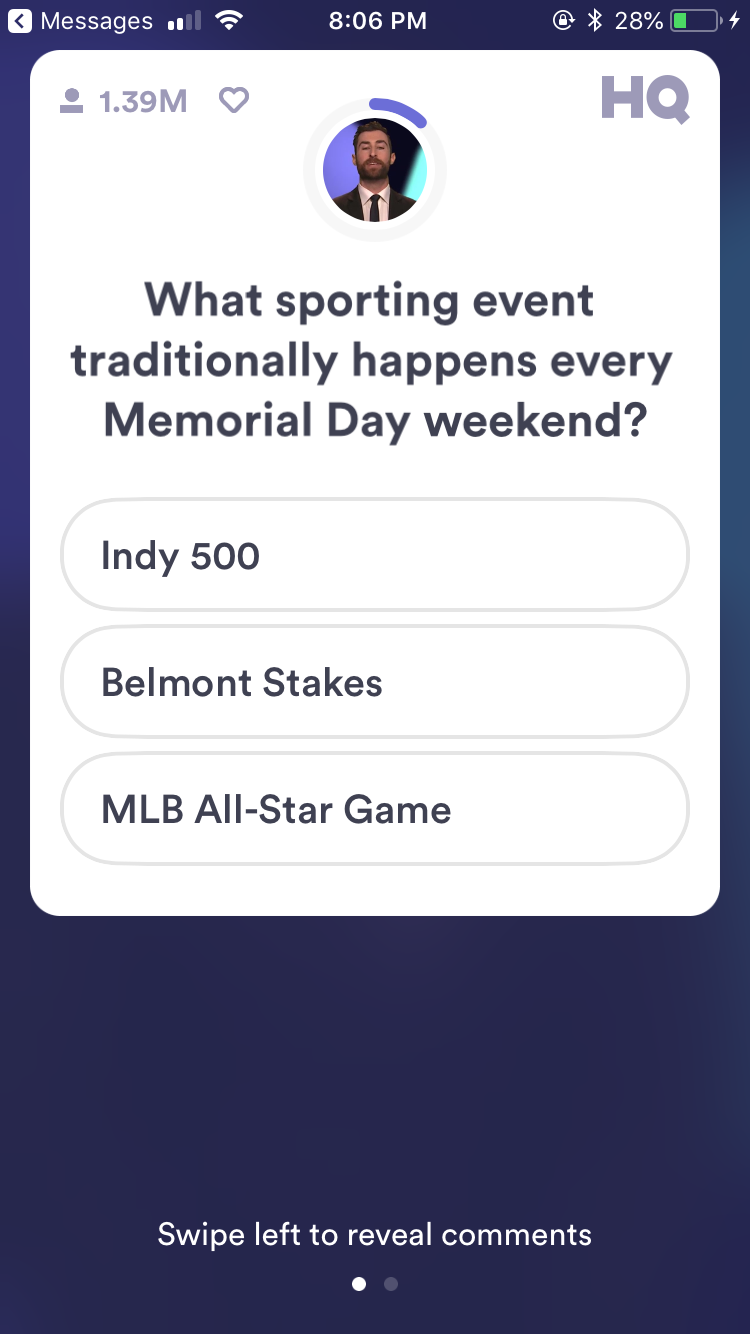 Messages 8:06 PM 28%
1.39M HQ
What sporting event
traditionally happens every
Memorial Day weekend?
Indy 500
Belmont Stakes
MLB All-Star Game
Swipe left to reveal comments